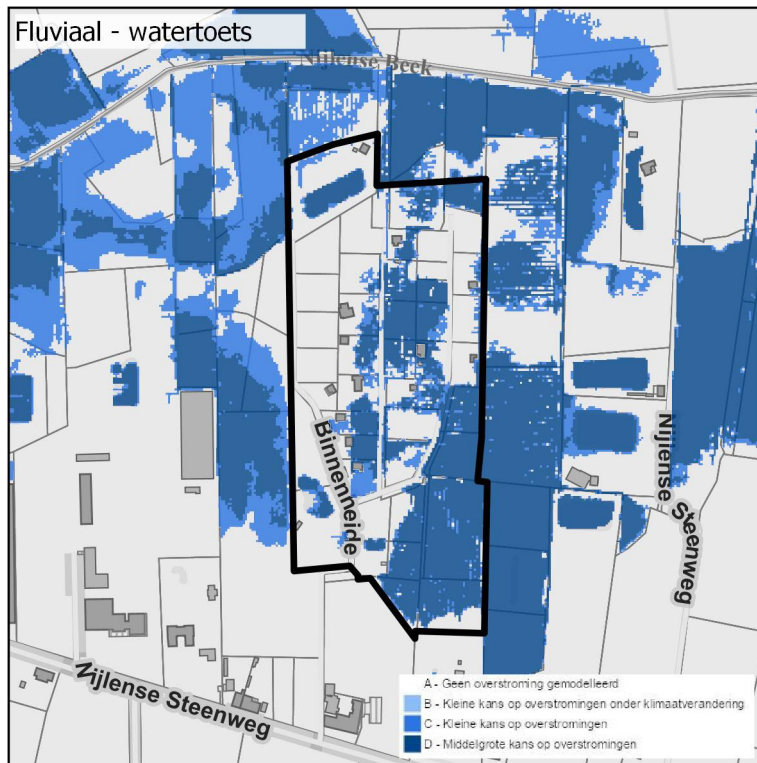 Fluviaal - watertoets
Nijlense Beek
Binnenheide
Nijlense Steenweg
Nijlense Steenweg
A - Geen overstroming gemodelleerd
B - Kleine kans op overstromingen onder klimaatverandering
C - Kleine kans op overstromingen
D - Middelgrote kans op overstromingen